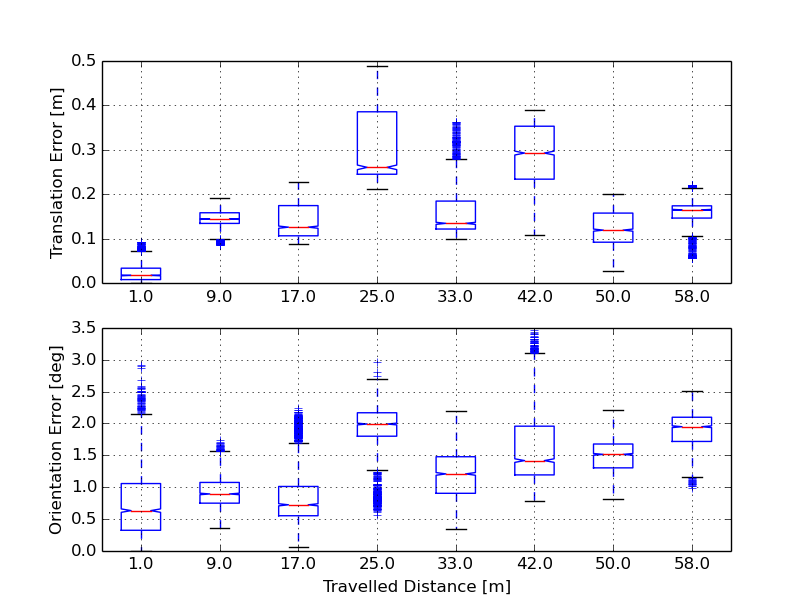 Translation Error [m]
0.5
0.4
0.3
0.2
0.1
0.0
1.0 9.0 17.0 25.0 33.0 42.0 50.0 58.0
Orientation Error [deg]
3.5
3.0
2.5
2.0
1.5
1.0
0.5
0.0
1.0 9.0 17.0 25.0 33.0 42.0 50.0 58.0
Travelled Distance [m]